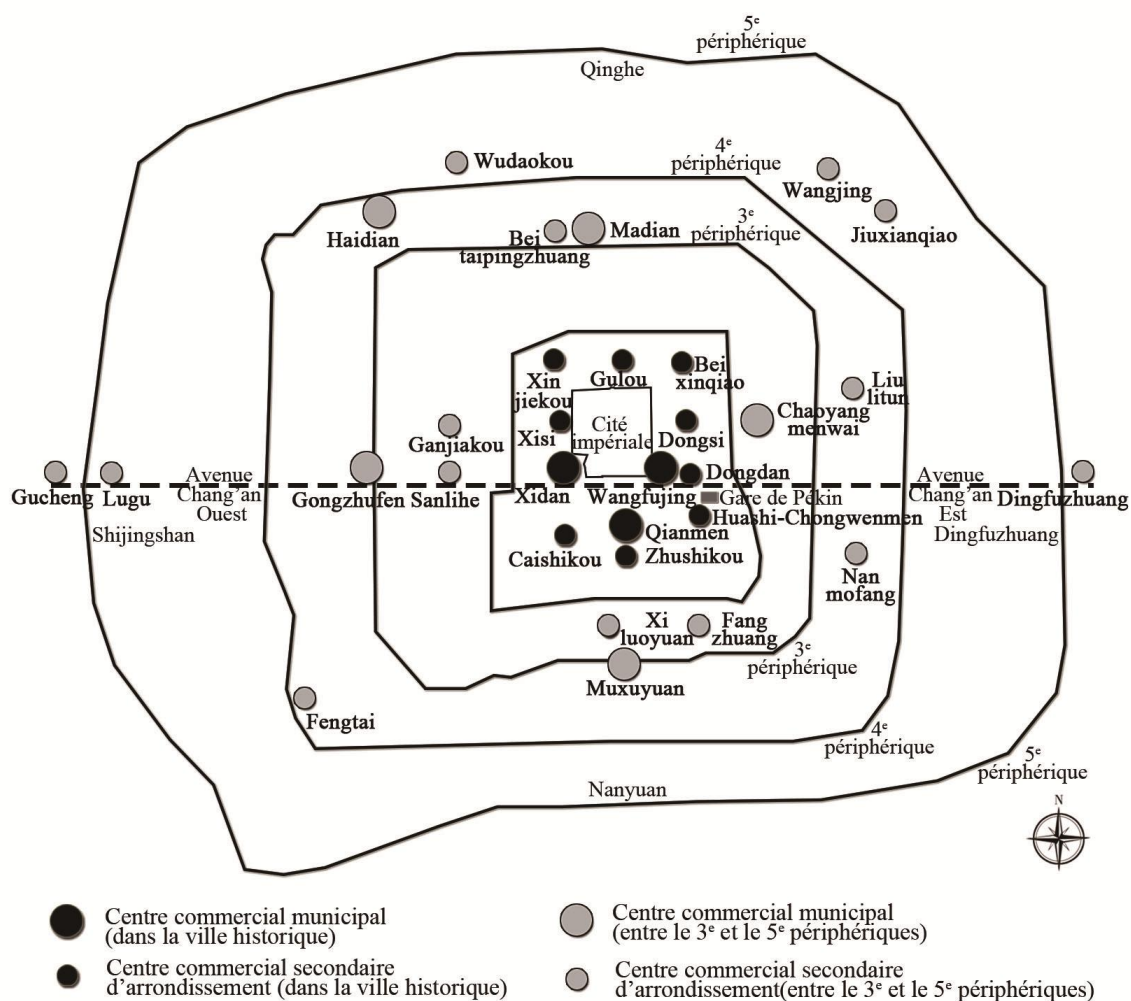 5e
périphérique
Qinghe
4e
périphérique
Wudaokou
Wangjing
3e
périphérique
Haidian
Bei
taipingzhuang
Madian
Jiuxianqiao
Xin
jiekou
Gulou
Bei
xinqiao
Liu
litun
Ganjiakou
Xisi
Cité
impériale
Dongsi
Chaoyang
menwai
Gucheng
Lugu
Avenue
Chang'an
Ouest
Gongzhufen
Sanlihe
Xidan
Wangfujing
Dongdan
Gare de Pékin
Avenue
Chang'an
Est
Dingfuzhuang
Dingfuzhuang
Shijingshan
Huashi-Chongwenmen
Qianmen
Caishikou
Zhushikou
Nan
mofang
Xi
luoyuan
Fang
zhuang
3e
périphérique
Muxuyuan
Fengtai
4e
périphérique
5e
périphérique
Nanyuan
N
Centre commercial municipal
(dans la ville historique)
Centre commercial secondaire
d'arrondissement (dans la ville historique)
Centre commercial municipal
(entre le 3e et le 5e périphériques)
Centre commercial secondaire
d'arrondissement(entre le 3e et le 5e périphériques)